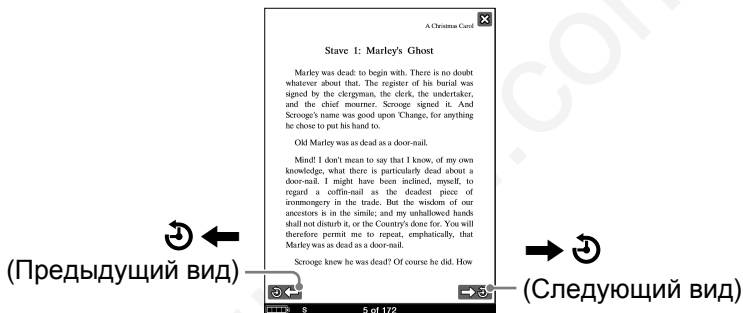 A Christmas Carol
Stave 1: Marley's Ghost
Marley was dead: to begin with. There is no doubt
whatever about that. The register of his burial was
signed by the clergyman, the clerk, the undertaker,
and the chief mourner. Scrooge signed it. And
Scrooge's name was good upon 'Change, for anything
he chose to put his hand to.
Old Marley was as dead as a door-nail.
Mind! I don't mean to say that I know, of my own
knowledge, what there is particularly dead about a
door-nail. I might have been inclined, myself, to
regard a coffin-nail as the deadest piece of
ironmongery in the trade. But the wisdom of our
ancestors is in the simile; and my unhallowed hands
shall not disturb it, or the Country's done for. You will
therefore permit me to repeat, emphatically, that
Marley was as dead as a door-nail.
Scrooge knew he was dead? Of course he did. How
(Предыдущий вид)
(Следующий вид)
S 5 of 172